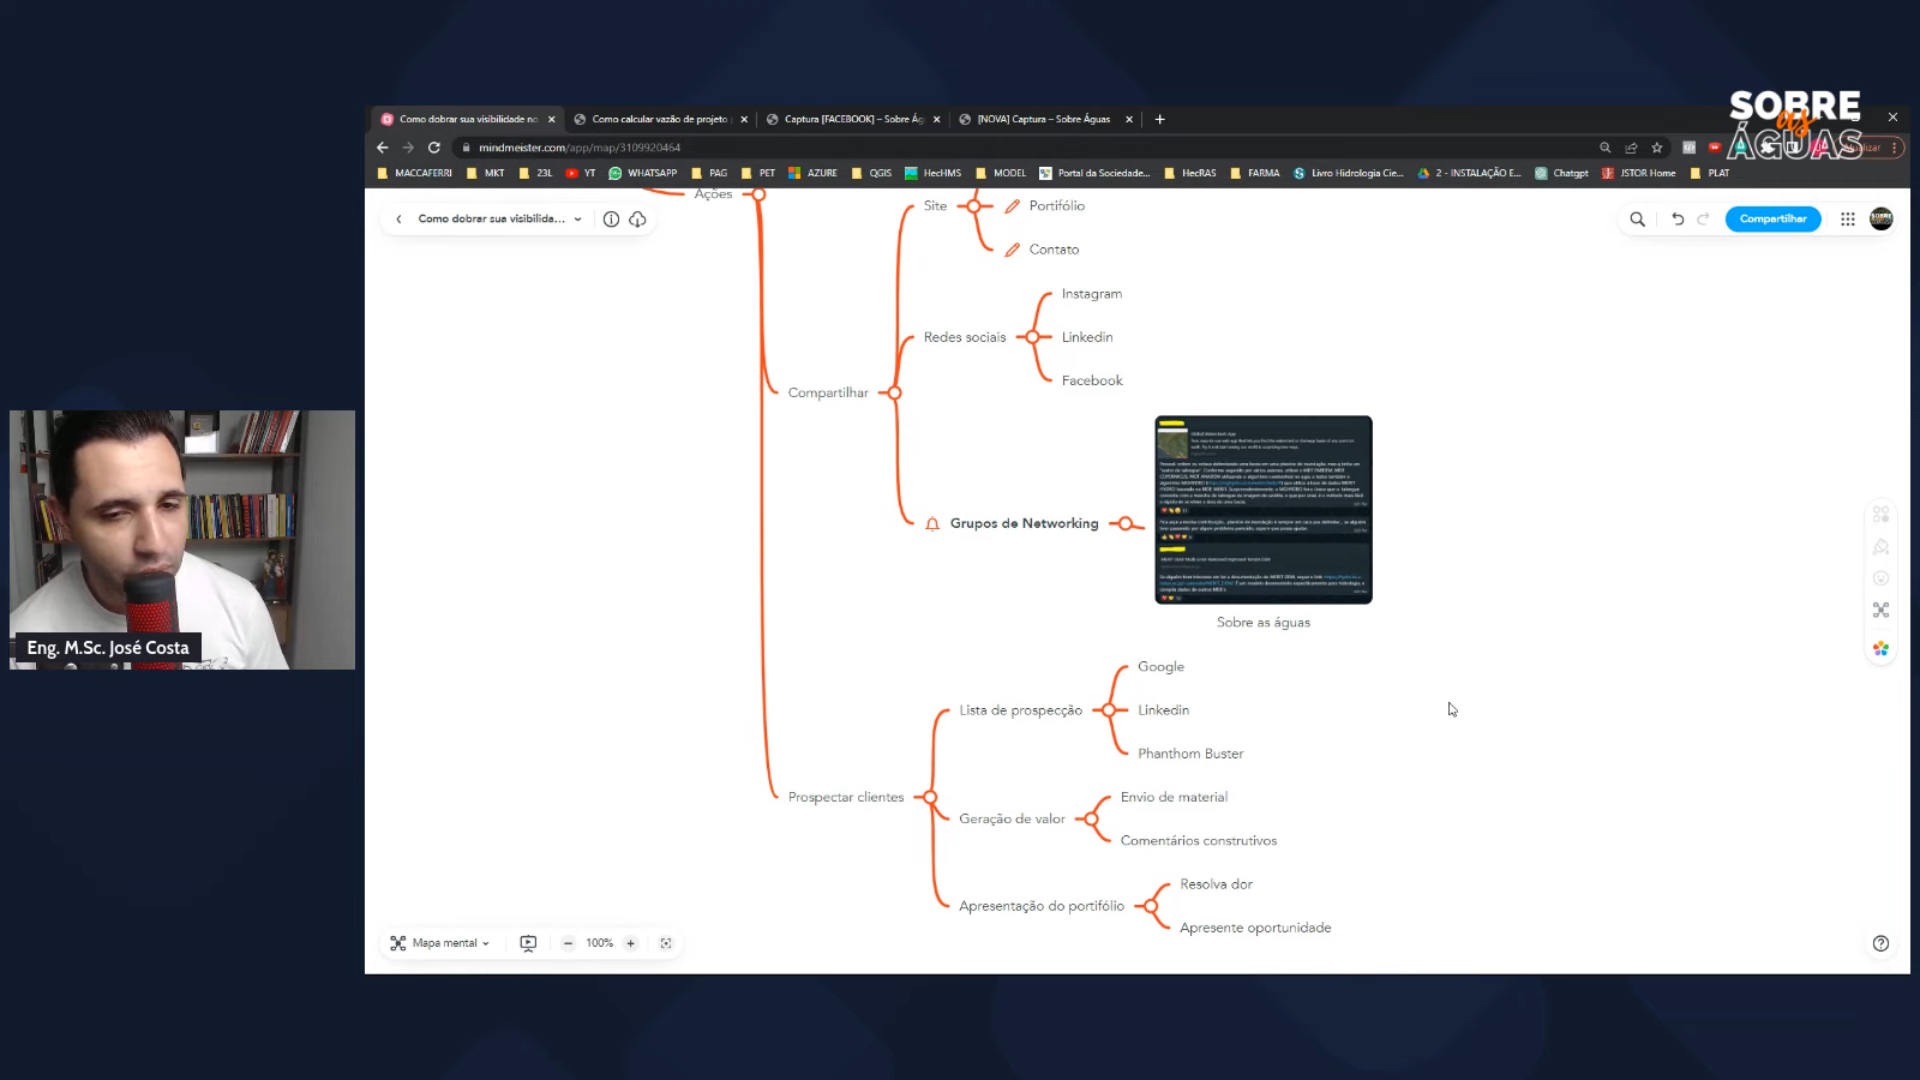 SOBRE
as
ÁGUAS
Como dobrar sua visibilidade no
Como calcular vazão de projeto
Captura [FACEBOOK] – Sobre Ág
[NOVA] Captura – Sobre Águas
mindmeister.com/app/map/3109920464
MACCAFERRI
MKT
23L
YT
WHATSAPP
PAG
PET
AZURE
QGIS
HecHMS
MODEL
Portal da Sociedade...
HecRAS
FARMA
Livro Hidrologia Cie...
2 - INSTALAÇÃO E...
Chatgpt
JSTOR Home
PLAT
Como dobrar sua visibilida...
Compartilhar
Ações
Site
Portifólio
Contato
Instagram
Redes sociais
Linkedin
Facebook
Compartilhar
Grupos de Networking
Sobre as águas
Google
Lista de prospecção
Linkedin
Phanthom Buster
Prospectar clientes
Envio de material
Geração de valor
Comentários construtivos
Resolva dor
Apresentação do portifólio
Apresente oportunidade
Eng. M.Sc. José Costa
Mapa mental
100%